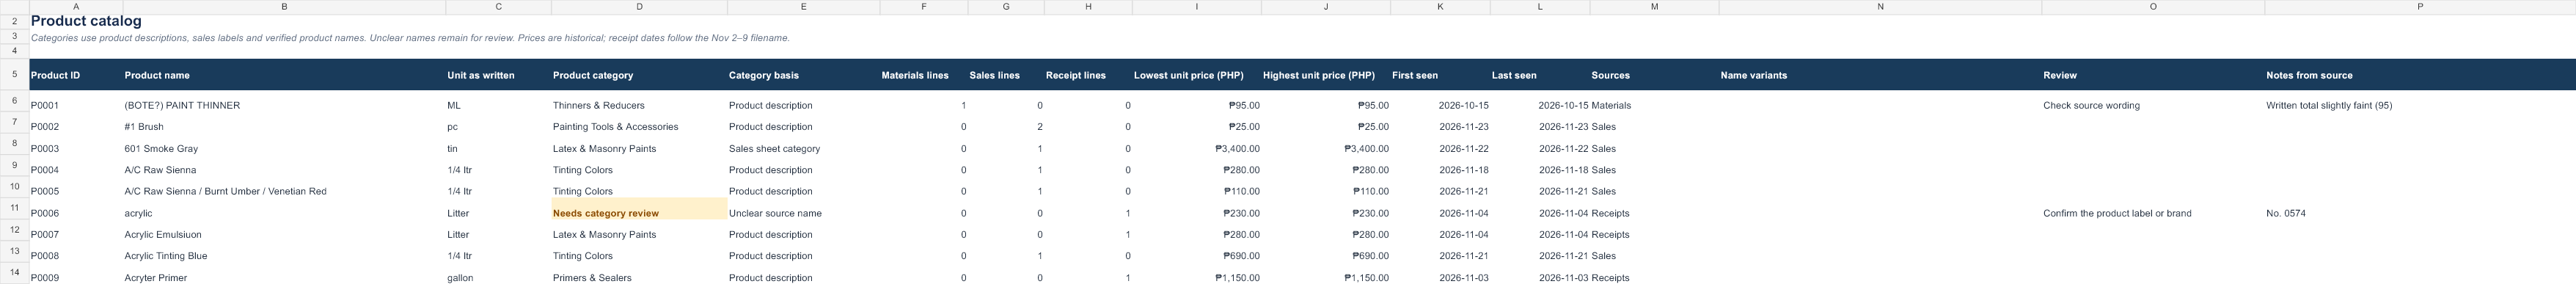 A B C D E F G H I J K L M N O P
2 Product catalog
3 Categories use product descriptions, sales labels and verified product names. Unclear names remain for review. Prices are historical; receipt dates follow the Nov 2–9 filename.
4
5 Product ID Product name Unit as written Product category Category basis Materials lines Sales lines Receipt lines Lowest unit price (PHP) Highest unit price (PHP) First seen Last seen Sources Name variants Review Notes from source
6 P0001 (BOTE?) PAINT THINNER ML Thinners & Reducers Product description 1 0 0 ₱95.00 ₱95.00 2026-10-15 2026-10-15 Materials Check source wording Written total slightly faint (95)
7 P0002 #1 Brush pc Painting Tools & Accessories Product description 0 2 0 ₱25.00 ₱25.00 2026-11-23 2026-11-23 Sales
8 P0003 601 Smoke Gray tin Latex & Masonry Paints Sales sheet category 0 1 0 ₱3,400.00 ₱3,400.00 2026-11-22 2026-11-22 Sales
9 P0004 A/C Raw Sienna 1/4 ltr Tinting Colors Product description 0 1 0 ₱280.00 ₱280.00 2026-11-18 2026-11-18 Sales
10 P0005 A/C Raw Sienna / Burnt Umber / Venetian Red 1/4 ltr Tinting Colors Product description 0 1 0 ₱110.00 ₱110.00 2026-11-21 2026-11-21 Sales
11 P0006 acrylic Litter Needs category review Unclear source name 0 0 1 ₱230.00 ₱230.00 2026-11-04 2026-11-04 Receipts Confirm the product label or brand No. 0574
12 P0007 Acrylic Emulsiuon Litter Latex & Masonry Paints Product description 0 0 1 ₱280.00 ₱280.00 2026-11-04 2026-11-04 Receipts
13 P0008 Acrylic Tinting Blue 1/4 ltr Tinting Colors Product description 0 1 0 ₱690.00 ₱690.00 2026-11-21 2026-11-21 Sales
14 P0009 Acryter Primer gallon Primers & Sealers Product description 0 0 1 ₱1,150.00 ₱1,150.00 2026-11-03 2026-11-03 Receipts